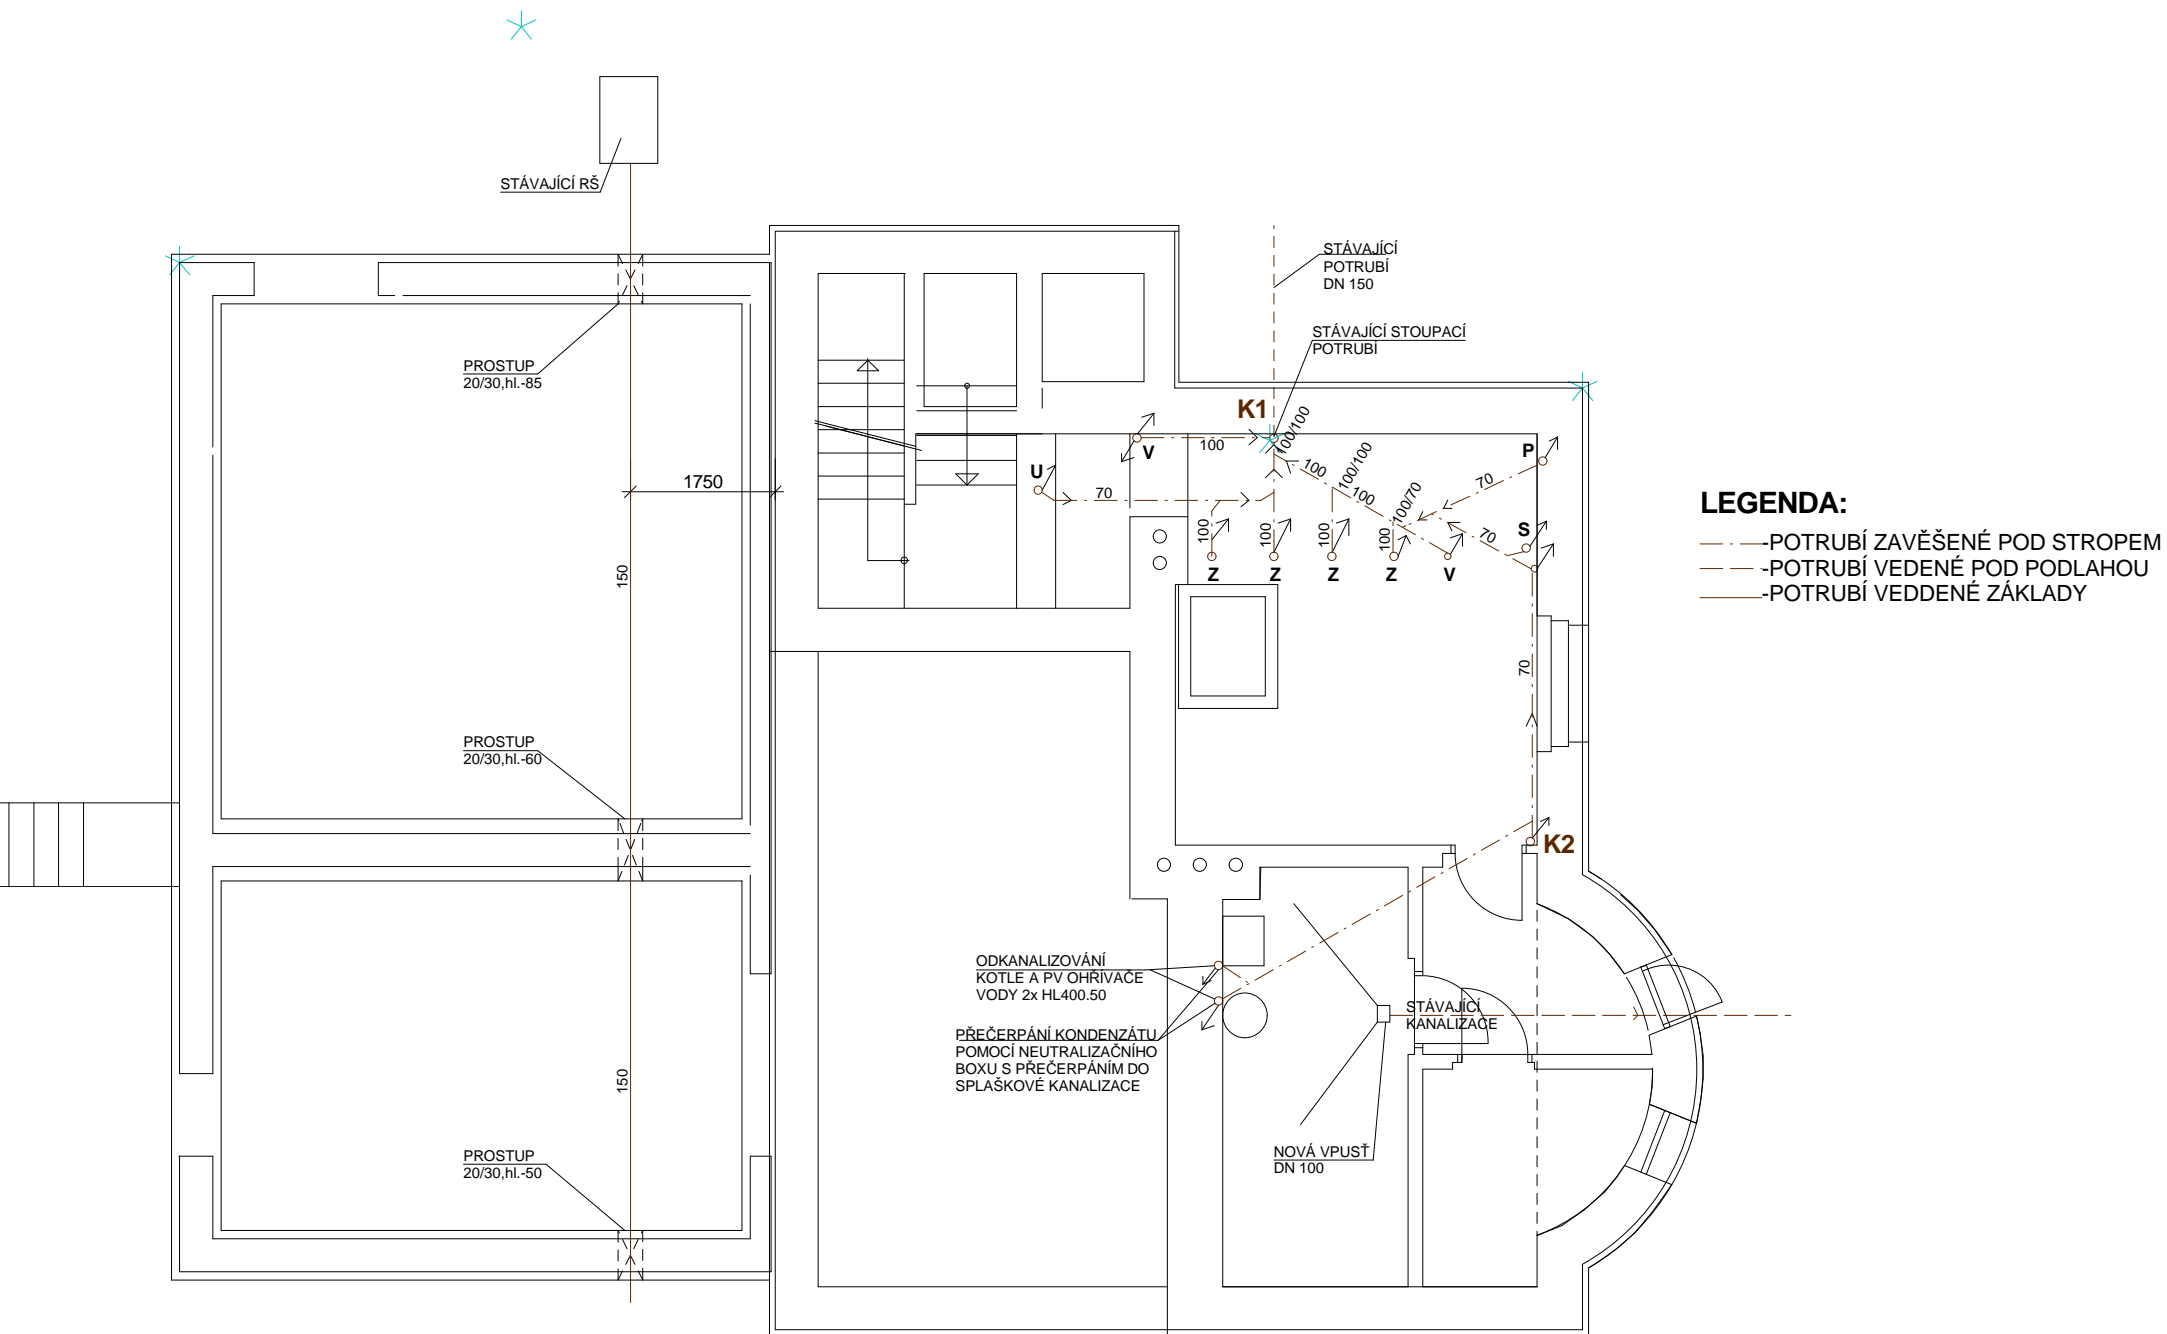 STÁVAJÍCÍ RŠ
STÁVAJÍCÍ
POTRUBÍ
DN 150
STÁVAJÍCÍ STOUPACÍ
POTRUBÍ
PROSTUP
20/30,hl.-85
K1
100/100
100
V
U
70
1750
100
100/100
100
100/70
P
70
S
70
100
100
100
100
Z
Z
Z
Z
V
LEGENDA:
-POTRUBÍ ZAVĚŠENÉ POD STROPEM
-POTRUBÍ VEDENÉ POD PODLAHOU
-POTRUBÍ VEDDENÉ ZÁKLADY
150
70
PROSTUP
20/30,hl.-60
K2
ODKANALIZOVÁNÍ
KOTLE A PV OHŘÍVAČE
VODY 2x HL400.50
STÁVAJÍCÍ
KANALIZACE
PŘEČERPÁNÍ KONDENZÁTU
POMOCÍ NEUTRALIZAČNÍHO
BOXU S PŘEČERPÁNÍM DO
SPLAŠKOVÉ KANALIZACE
150
PROSTUP
20/30,hl.-50
NOVÁ VPUSŤ
DN 100